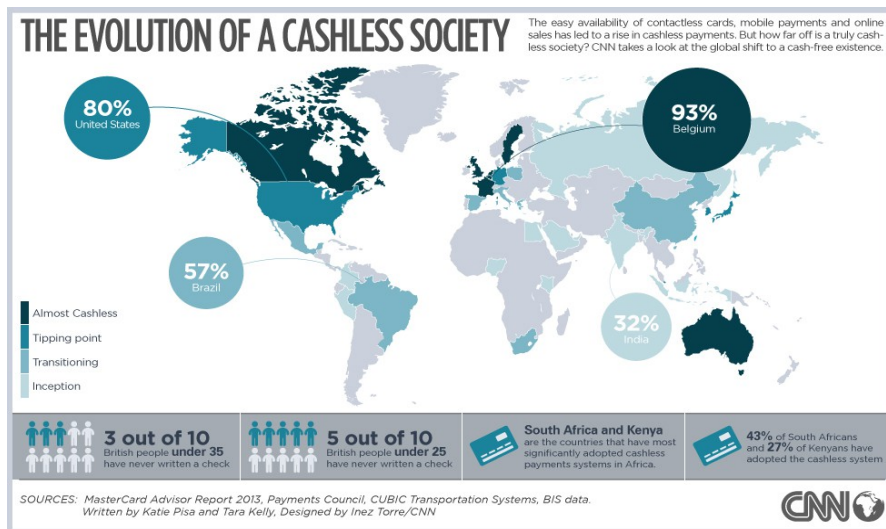 THE EVOLUTION OF A CASHLESS SOCIETY
The easy availability of contactless cards, mobile payments and online
sales has led to a rise in cashless payments. But how far off is a truly cash-
less society? CNN takes a look at the global shift to a cash-free existence.
80%
United States
93%
Belgium
57%
Brazil
32%
India
Almost Cashless
Tipping point
Transitioning
Inception
3 out of 10
British people under 35
have never written a check
5 out of 10
British people under 25
have never written a check
South Africa and Kenya
are the countries that have most
significantly adopted cashless
payments systems in Africa.
43% of South Africans
and 27% of Kenyans have
adopted the cashless system
SOURCES: MasterCard Advisor Report 2013, Payments Council, CUBIC Transportation Systems, BIS data.
Written by Katie Pisa and Tara Kelly, Designed by Inez Torre/CNN
CNN